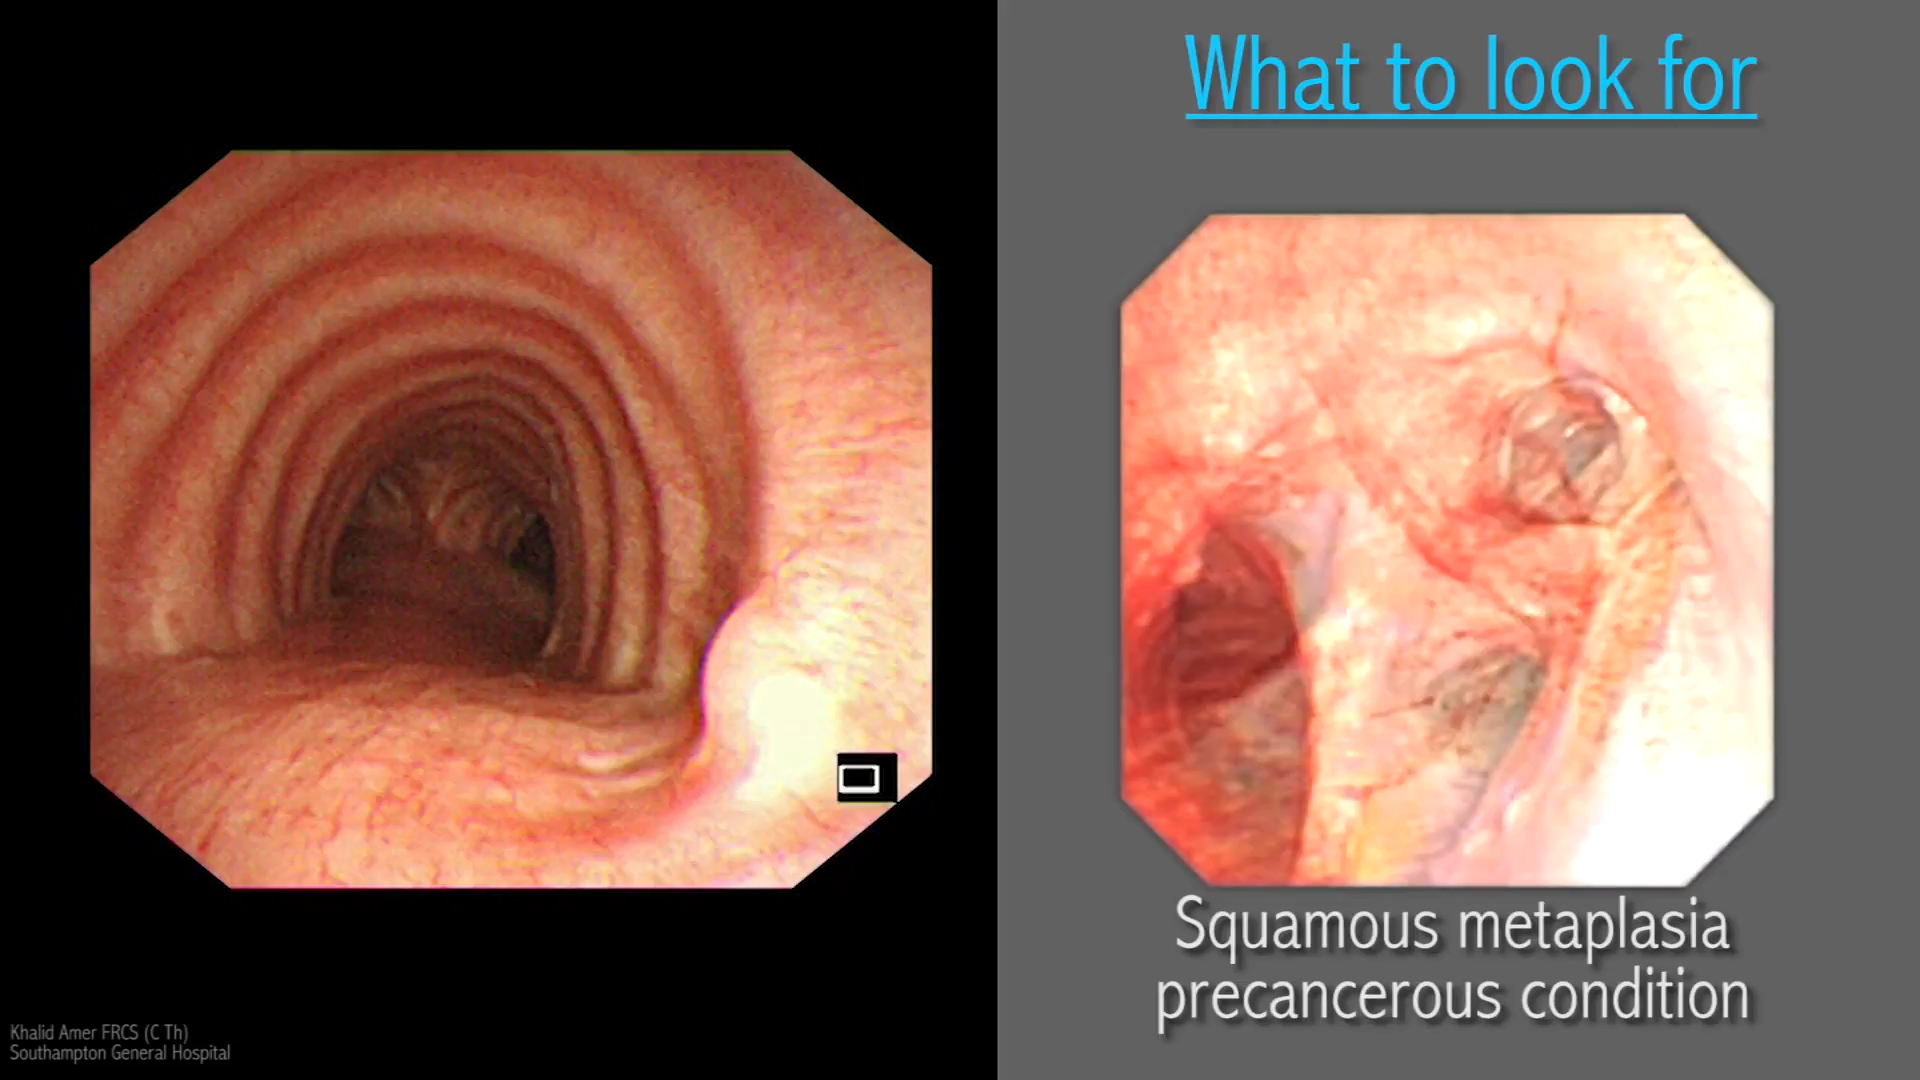 What to look for
Squamous metaplasia
precancerous condition
Khalid Amer FRCS (C Th)
Southampton General Hospital